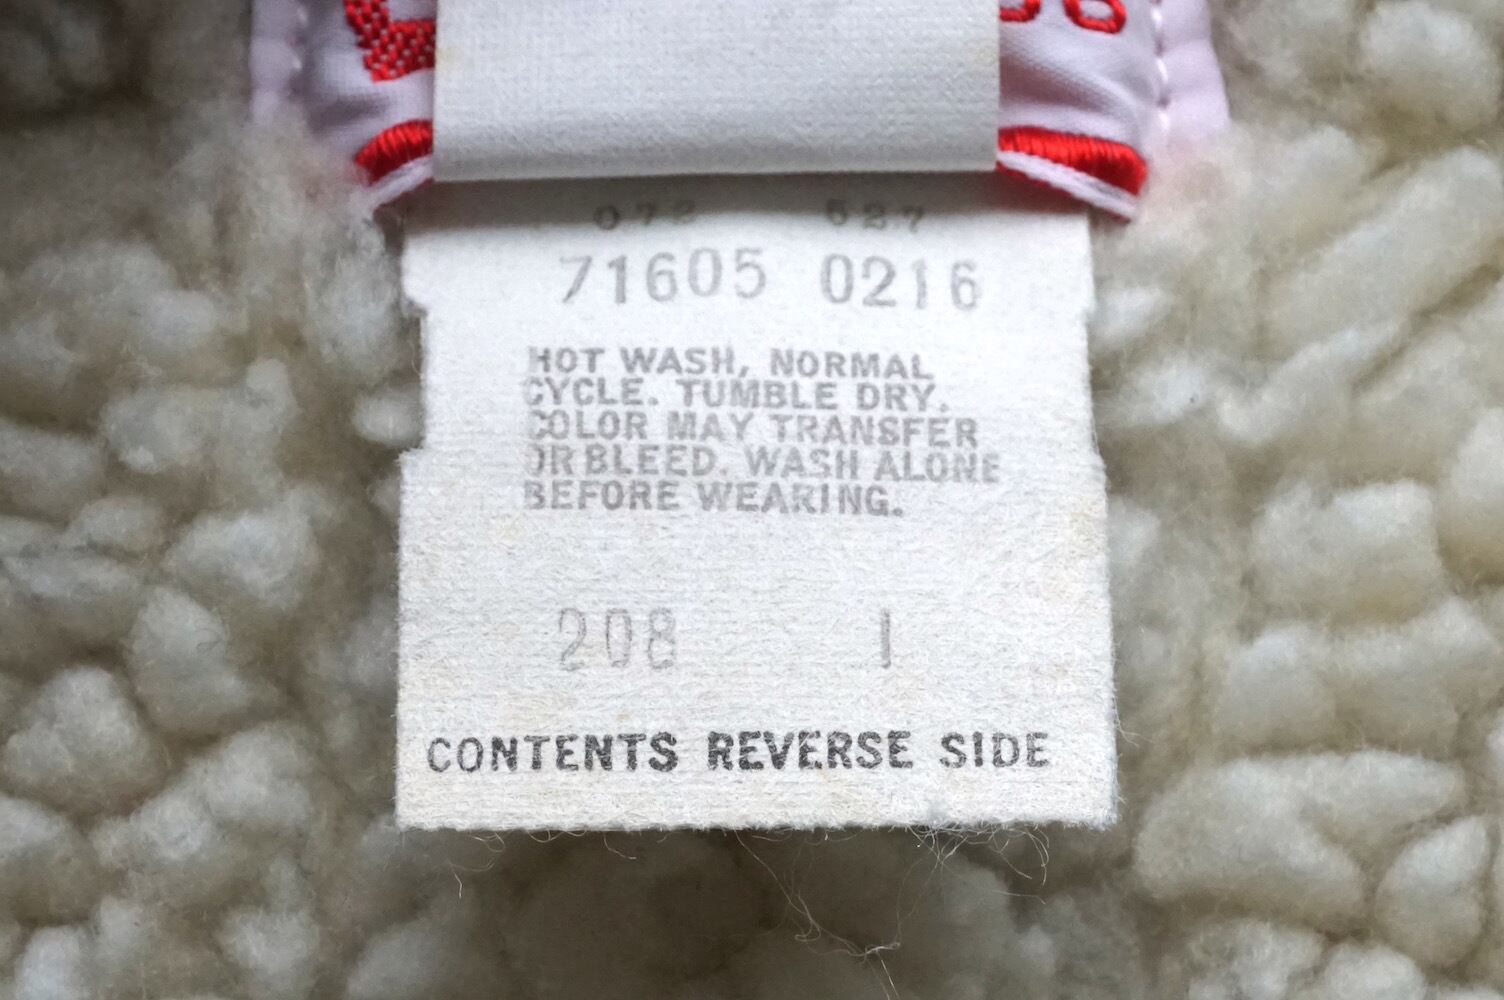 072 527
71605 0216
HOT WASH, NORMAL
CYCLE. TUMBLE DRY.
COLOR MAY TRANSFER
OR BLEED. WASH ALONE
BEFORE WEARING.
208 1
CONTENTS REVERSE SIDE